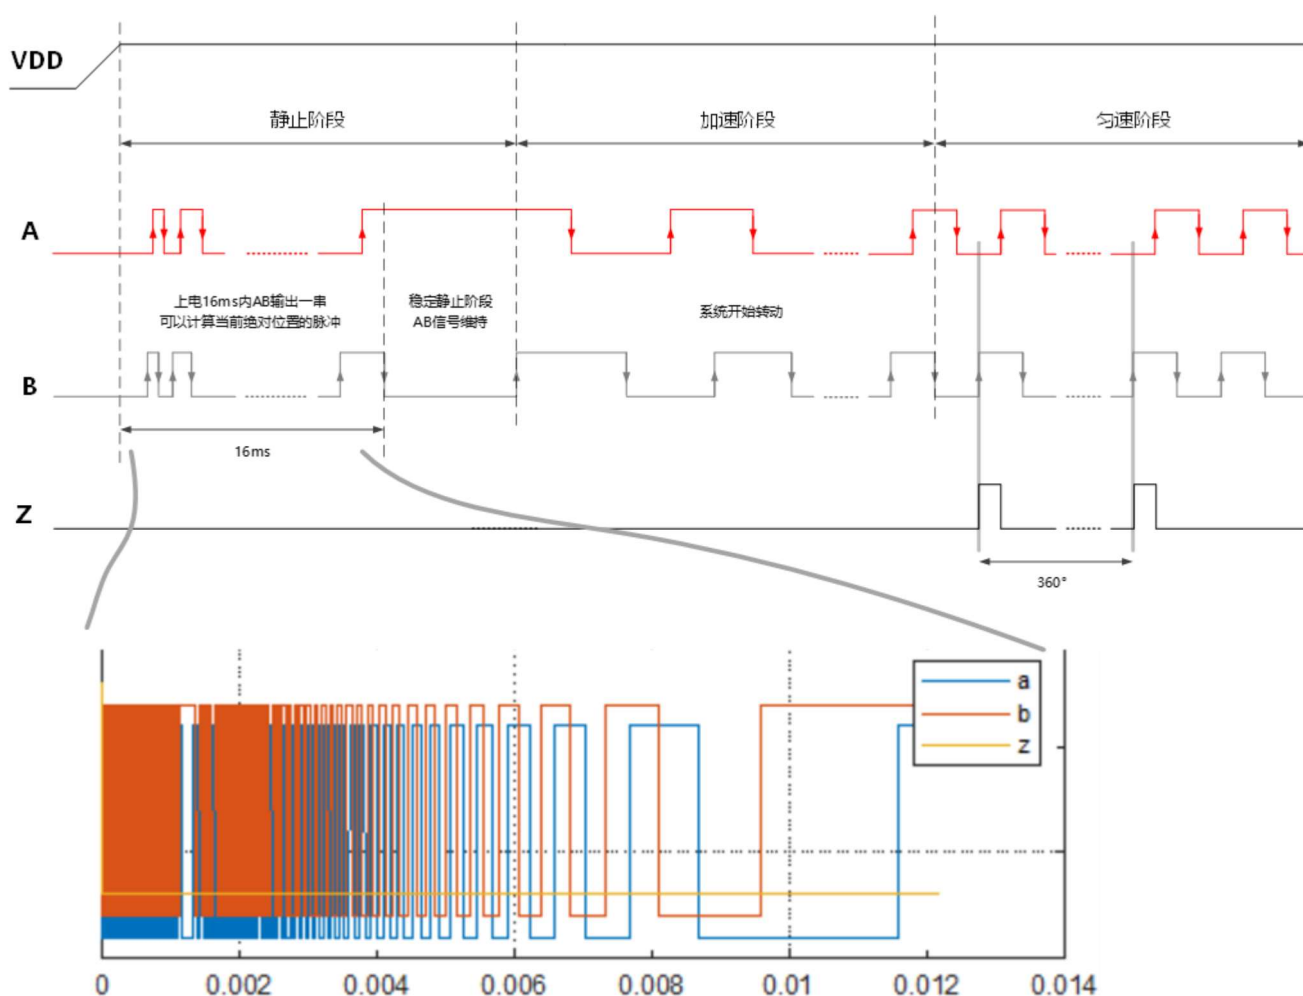 VDD
静止阶段
加速阶段
匀速阶段
A
上电16ms内AB输出一串
可以计算当前绝对位置的脉冲
稳定静止阶段
AB信号维持
系统开始转动
B
16ms
Z
360°
a
b
z
0 0.002 0.004 0.006 0.008 0.01 0.012 0.014